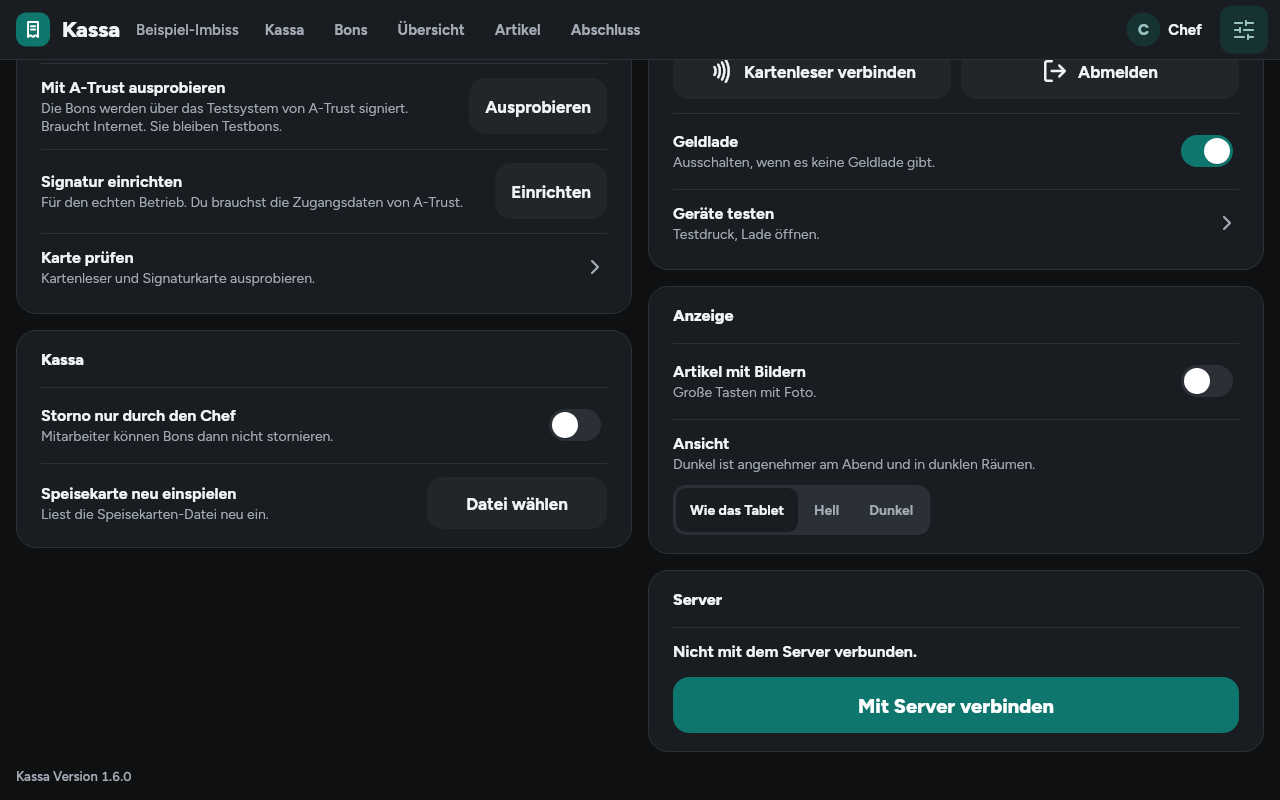 Kassa Beispiel-Imbiss Kassa Bons Übersicht Artikel Abschluss C Chef
Mit A-Trust ausprobieren
Die Bons werden über das Testsystem von A-Trust signiert.
Braucht Internet. Sie bleiben Testbons.
Ausprobieren
Signatur einrichten
Für den echten Betrieb. Du brauchst die Zugangsdaten von A-Trust.
Einrichten
Karte prüfen
Kartenleser und Signaturkarte ausprobieren.
Kassa
Storno nur durch den Chef
Mitarbeiter können Bons dann nicht stornieren.
Speisekarte neu einspielen
Liest die Speisekarten-Datei neu ein.
Datei wählen
Kartenleser verbinden
Abmelden
Geldlade
Ausschalten, wenn es keine Geldlade gibt.
Geräte testen
Testdruck, Lade öffnen.
Anzeige
Artikel mit Bildern
Große Tasten mit Foto.
Ansicht
Dunkel ist angenehmer am Abend und in dunklen Räumen.
Wie das Tablet Hell Dunkel
Server
Nicht mit dem Server verbunden.
Mit Server verbinden
Kassa Version 1.6.0